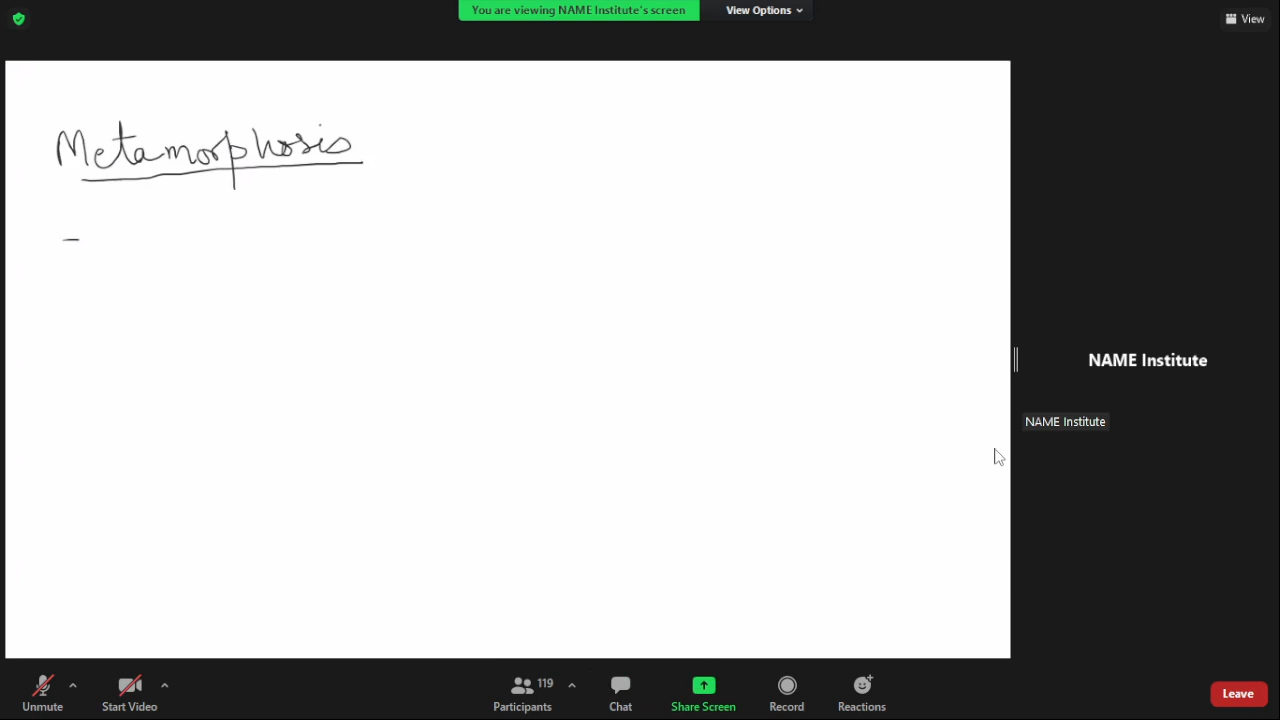 You are viewing NAME Institute's screen View Options
View
Metamorphosis
–
NAME Institute
NAME Institute
Unmute Start Video 119 Participants Chat Share Screen Record Reactions Leave